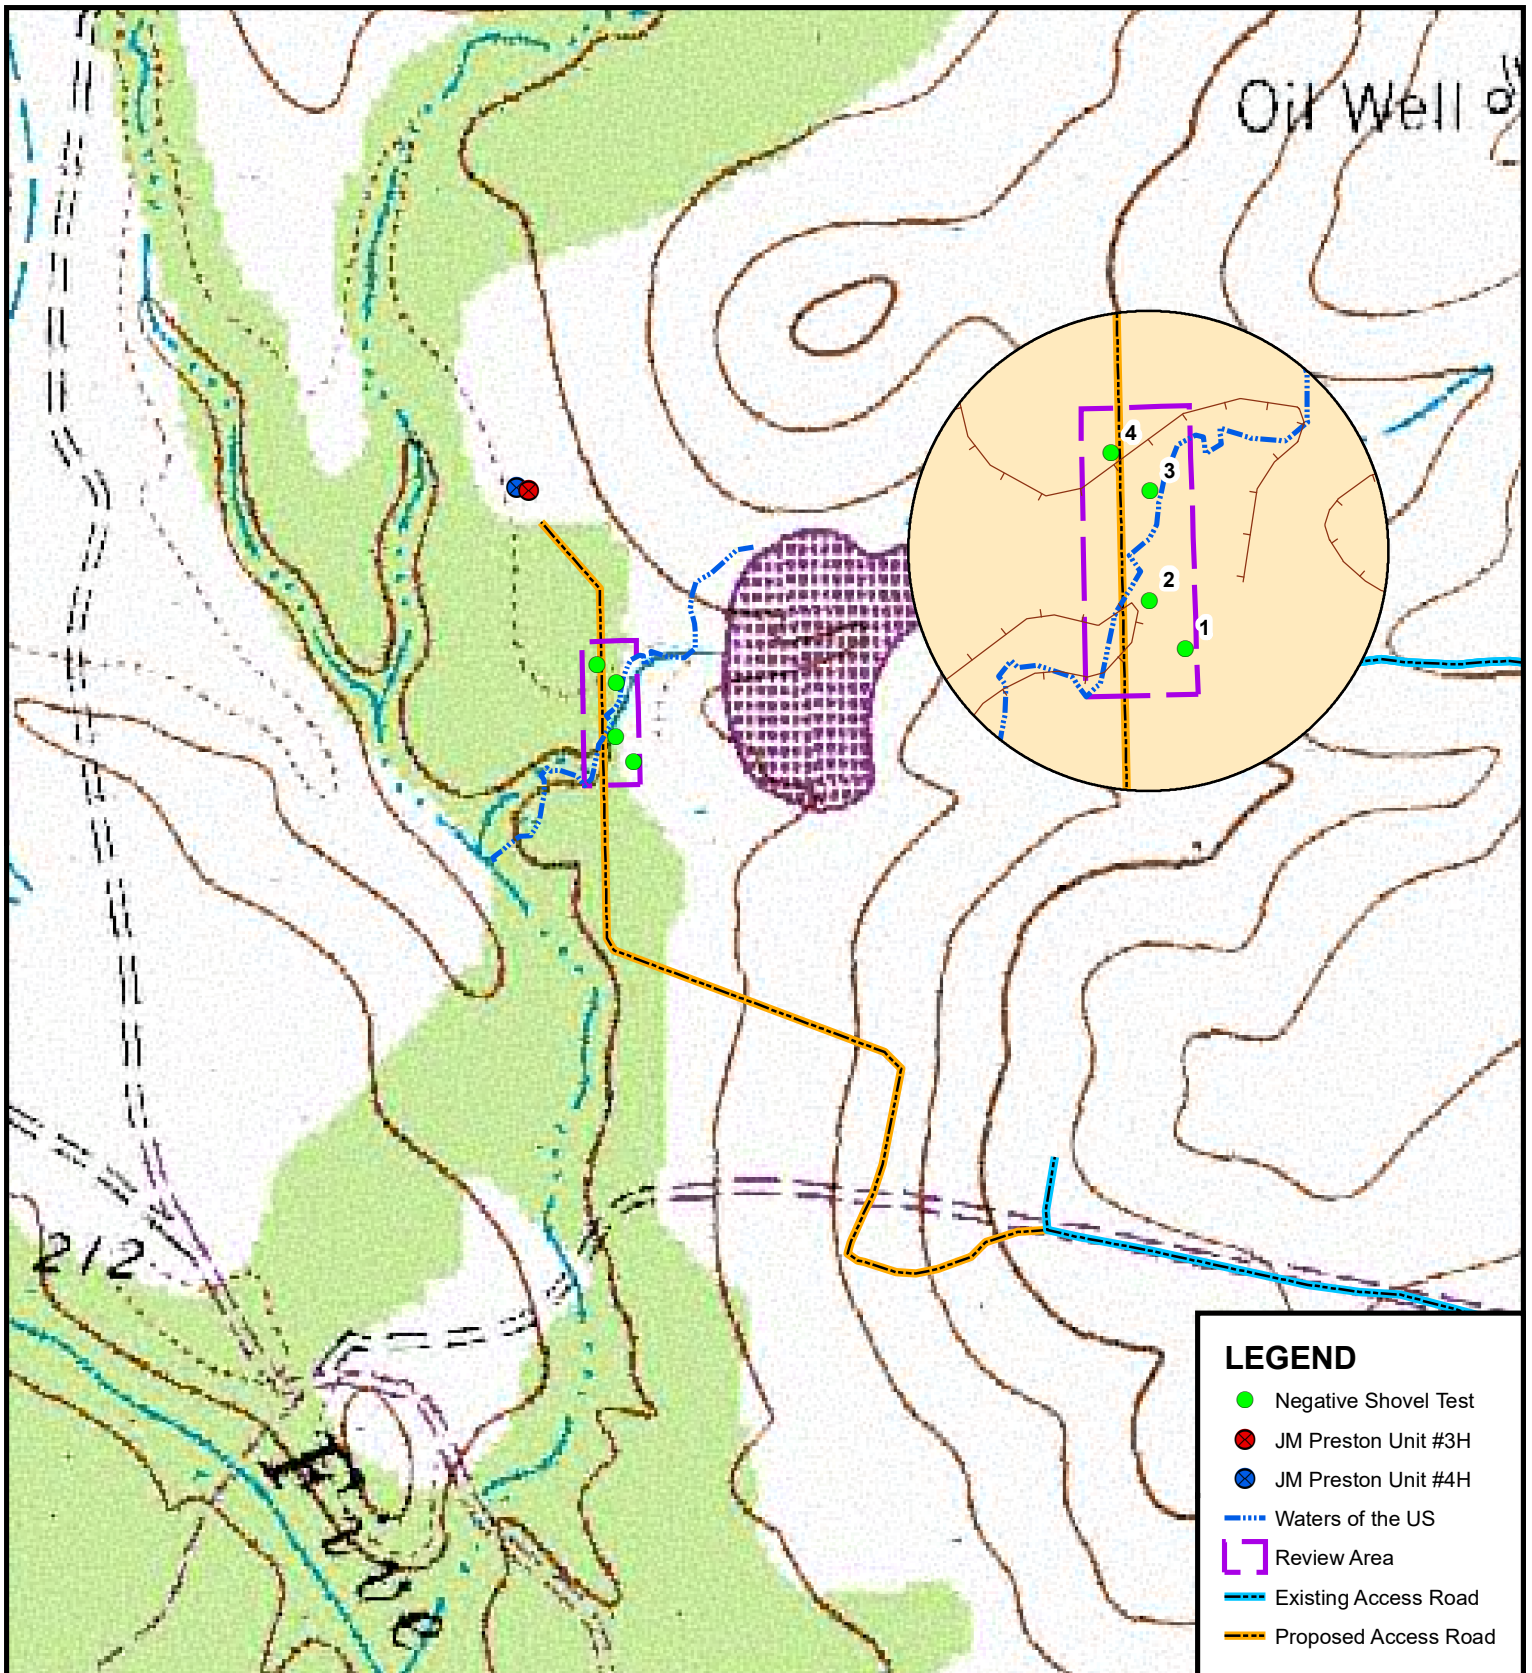 Oil Well
4
3
2
1
212
LEGEND
Negative Shovel Test
JM Preston Unit #3H
JM Preston Unit #4H
Waters of the US
Review Area
Existing Access Road
Proposed Access Road